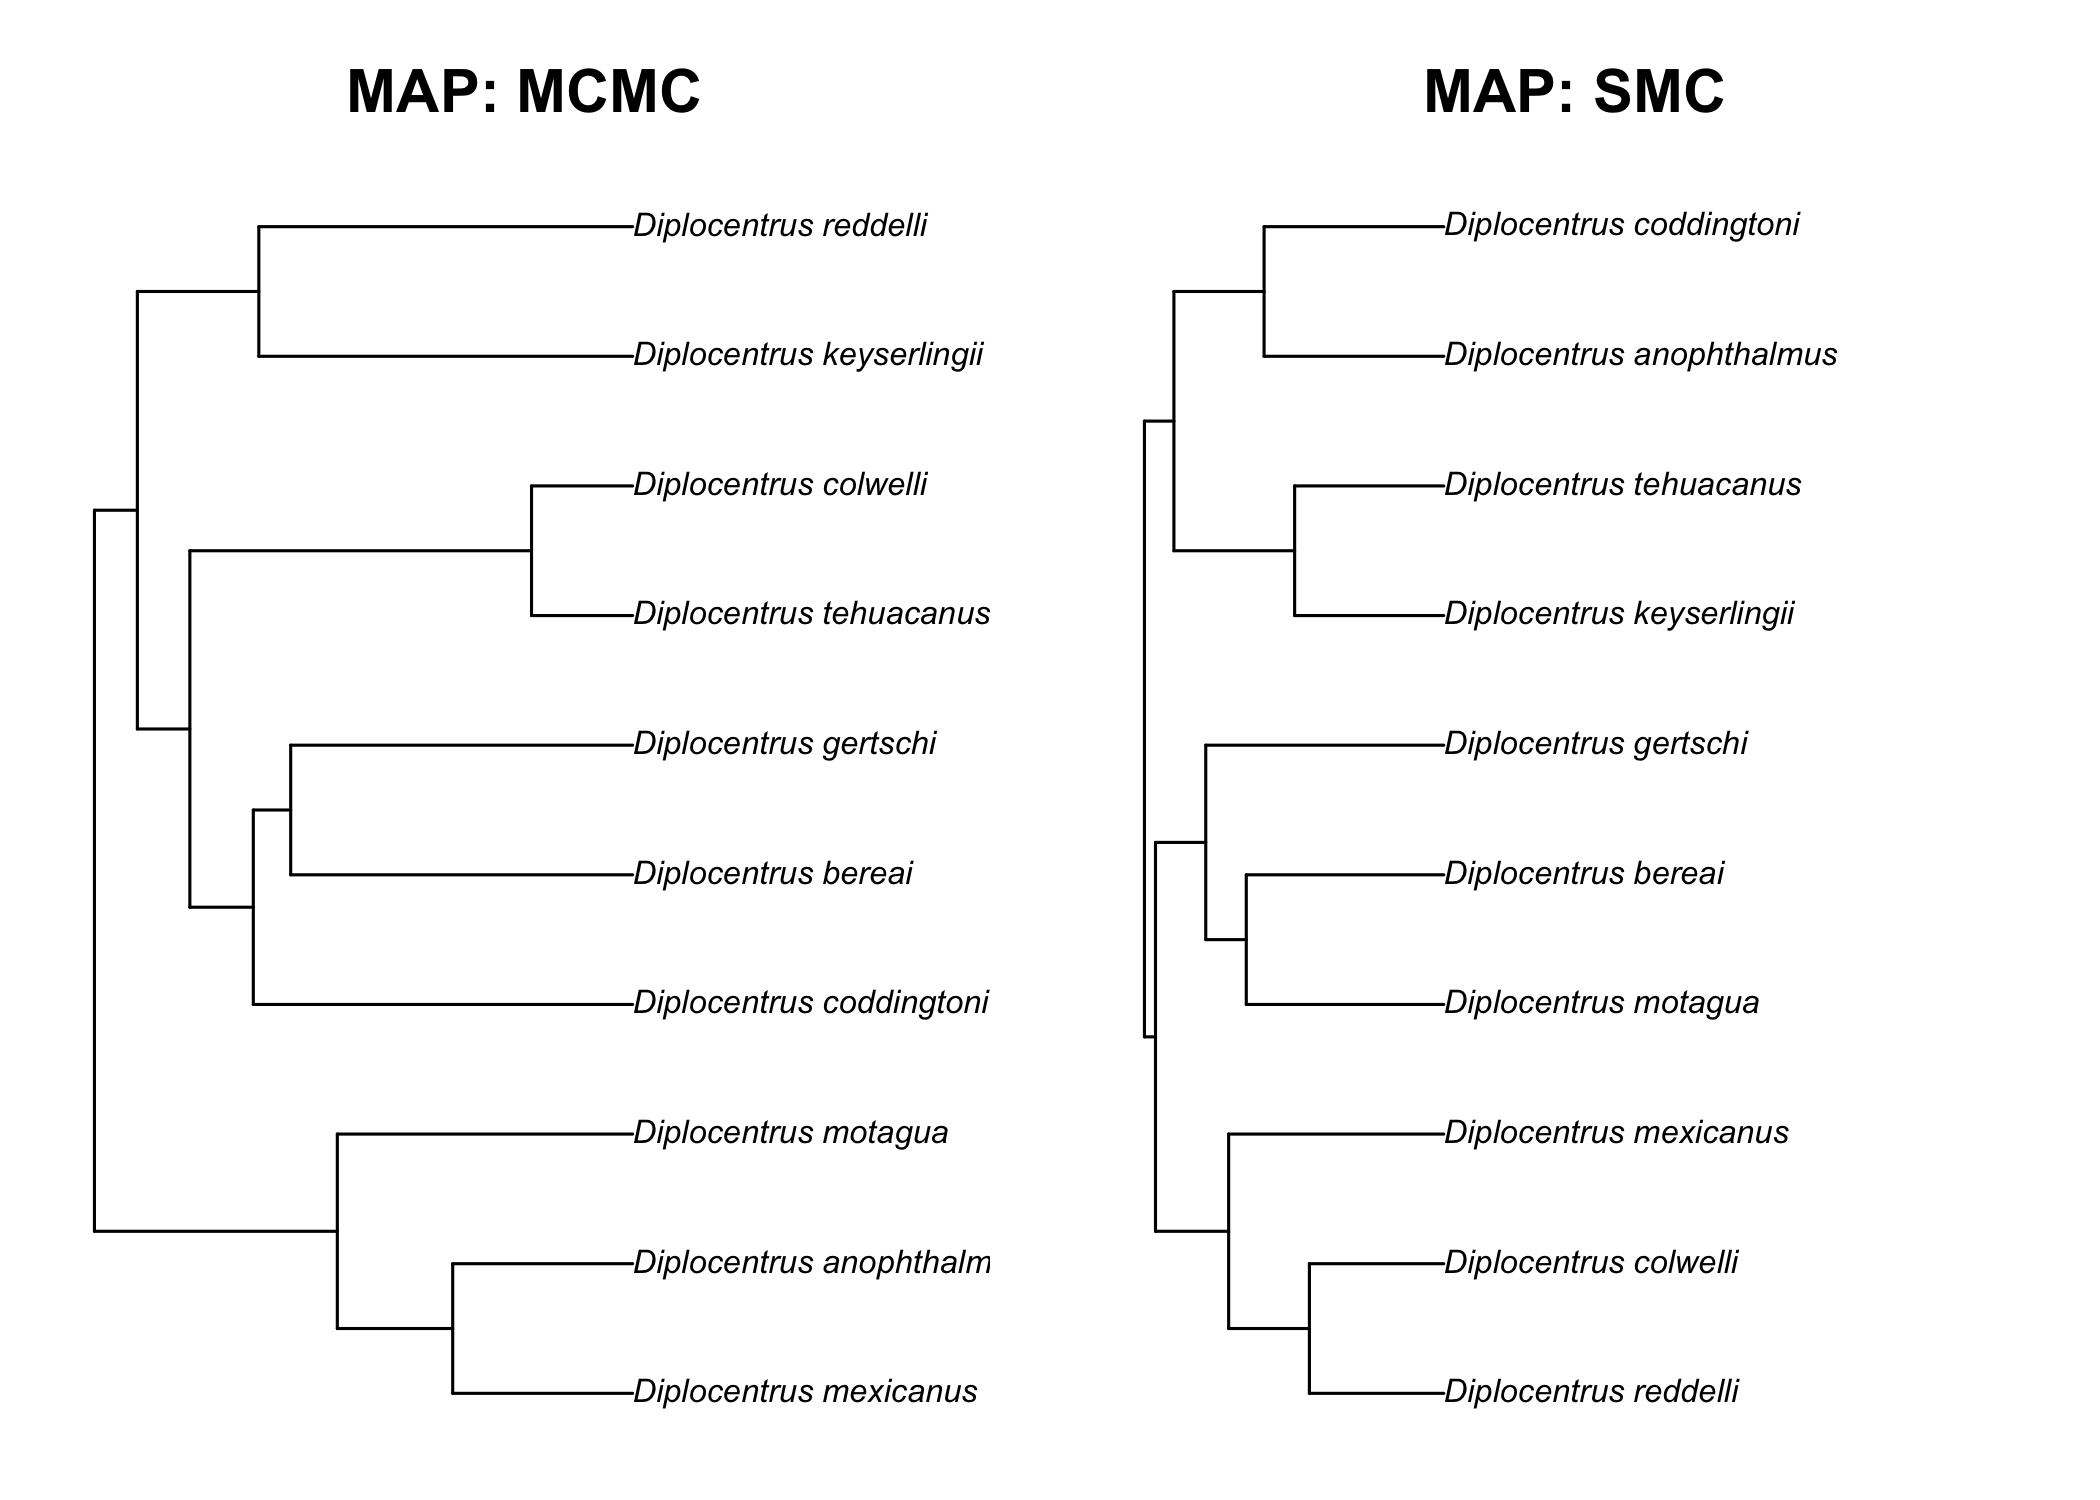 MAP: MCMC
Diplocentrus reddelli
Diplocentrus keyserlingii
Diplocentrus colwelli
Diplocentrus tehuacanus
Diplocentrus gertschi
Diplocentrus bereai
Diplocentrus coddingtoni
Diplocentrus motagua
Diplocentrus anophthalm
Diplocentrus mexicanus
MAP: SMC
Diplocentrus coddingtoni
Diplocentrus anophthalmus
Diplocentrus tehuacanus
Diplocentrus keyserlingii
Diplocentrus gertschi
Diplocentrus bereai
Diplocentrus motagua
Diplocentrus mexicanus
Diplocentrus colwelli
Diplocentrus reddelli